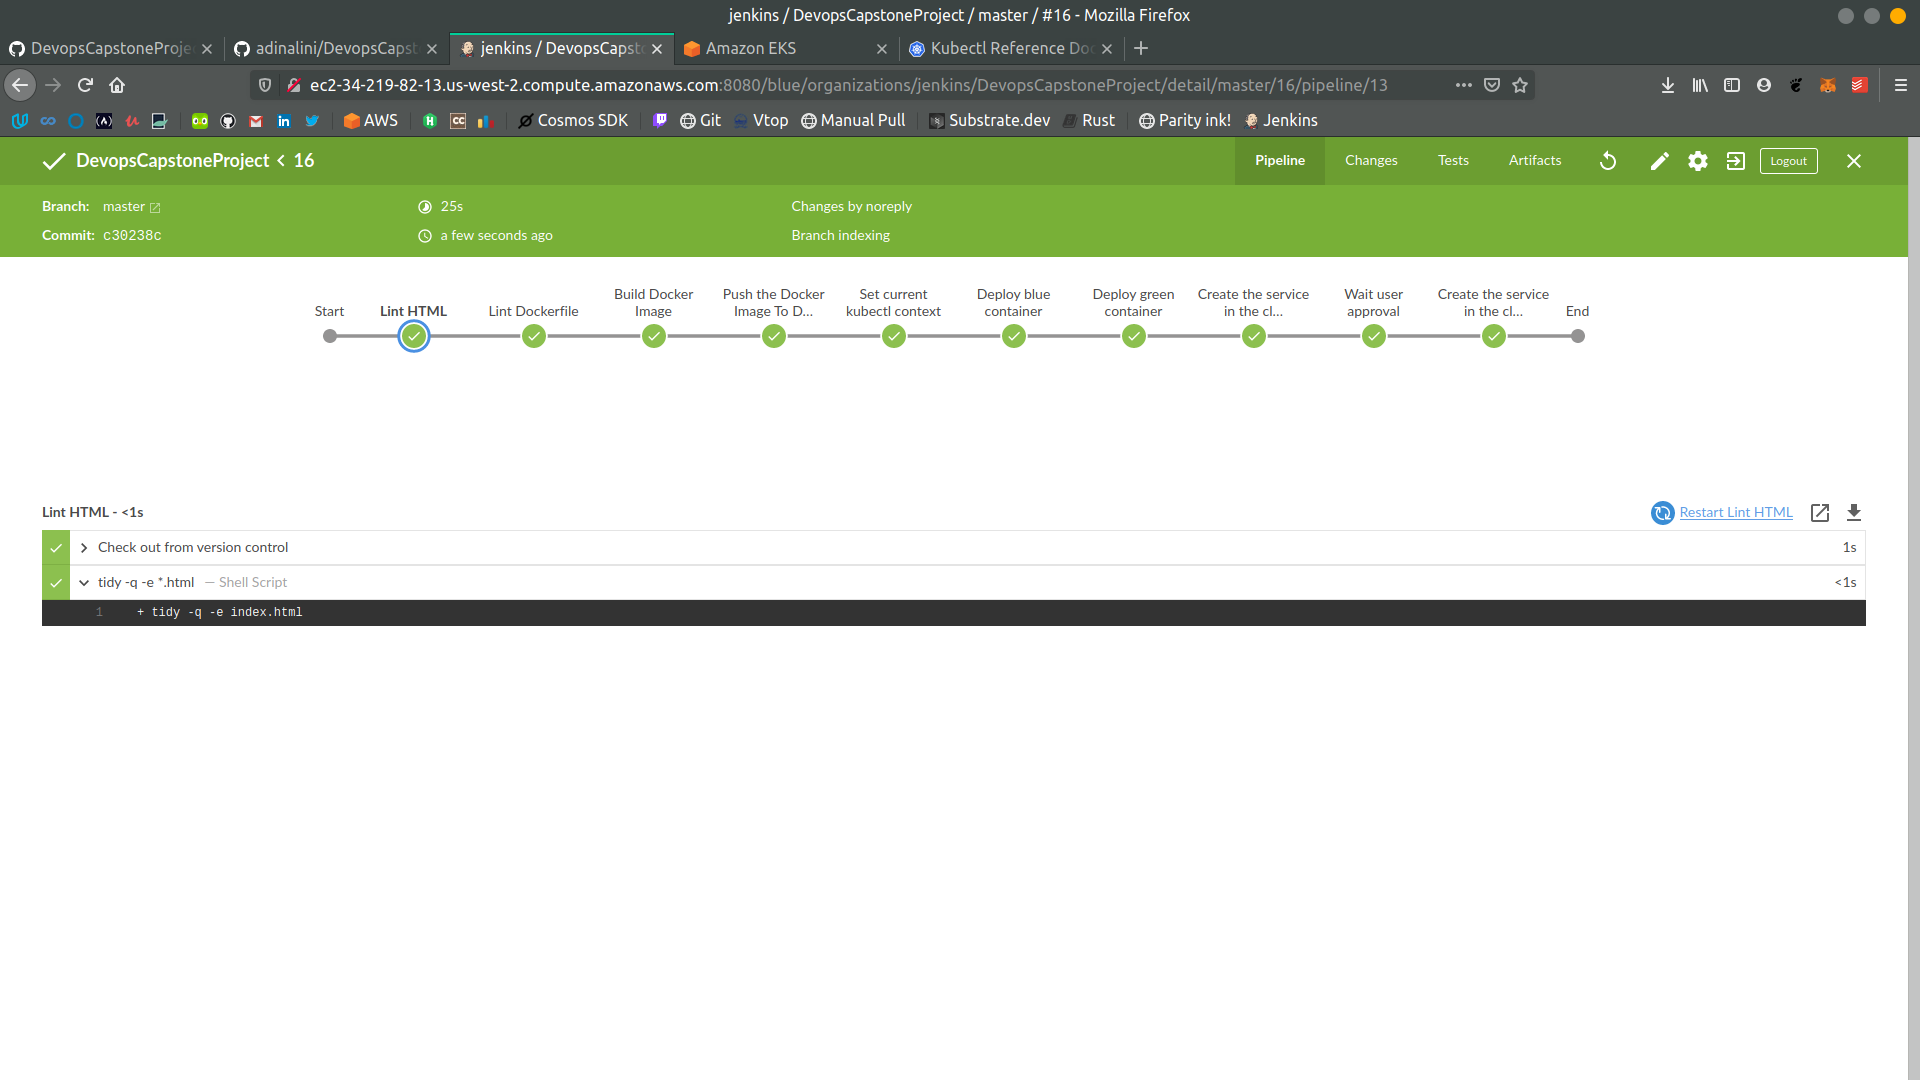 jenkins / DevopsCapstoneProject / master / #16 - Mozilla Firefox
DevopsCapstoneProje
adinalini/DevopsCapst
jenkins / DevopsCapsto
Amazon EKS
Kubectl Reference Do
ec2-34-219-82-13.us-west-2.compute.amazonaws.com:8080/blue/organizations/jenkins/DevopsCapstoneProject/detail/master/16/pipeline/13
AWS
Cosmos SDK
Git
Vtop
Manual Pull
Substrate.dev
Rust
Parity ink!
Jenkins
DevopsCapstoneProject < 16
Pipeline
Changes
Tests
Artifacts
Logout
Branch: master
25s
Changes by noreply
Commit: c30238c
a few seconds ago
Branch indexing
Start
Lint HTML
Lint Dockerfile
Build Docker
Image
Push the Docker
Image To D...
Set current
kubectl context
Deploy blue
container
Deploy green
container
Create the service
in the cl...
Wait user
approval
Create the service
in the cl...
End
Lint HTML - <1s
Restart Lint HTML
Check out from version control
1s
tidy -q -e *.html — Shell Script
<1s
1 + tidy -q -e index.html